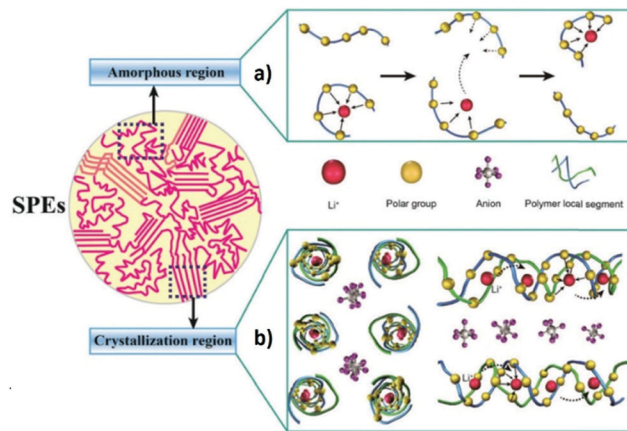 Amorphous region
a)
SPEs
Li⁺
Polar group
Anion
Polymer local segment
b)
Li⁺
Li⁺
Crystallization region